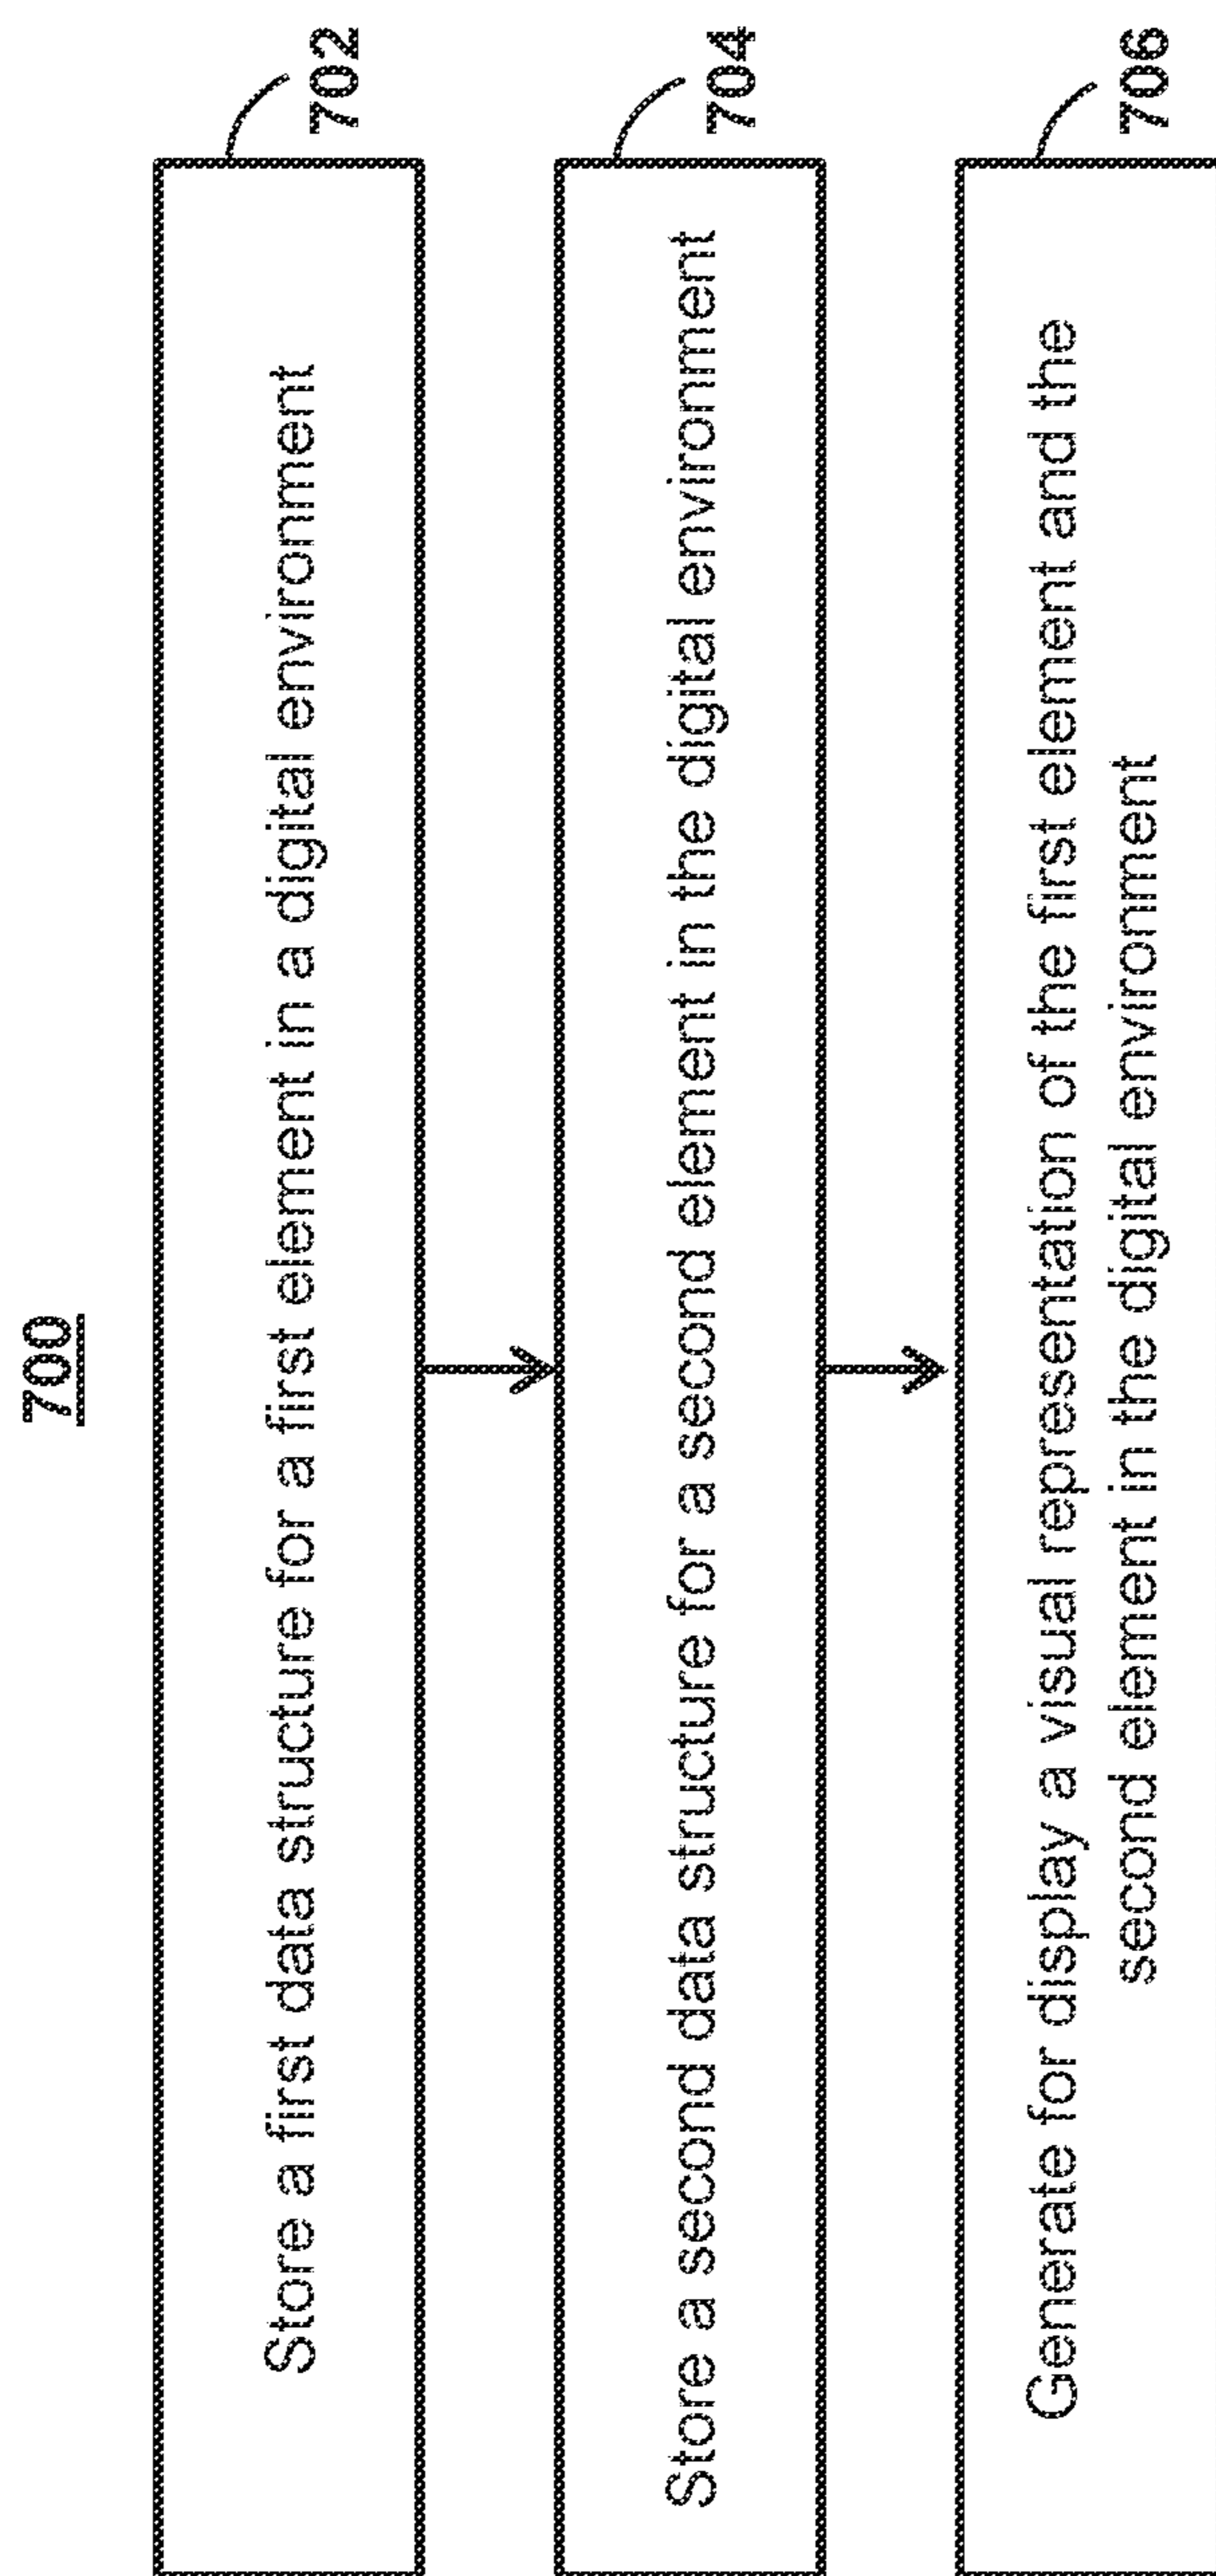 700
Store a first data structure for a first element in a digital environment
702
Store a second data structure for a second element in the digital environment
704
Generate for display a visual representation of the first element and the
second element in the digital environment
706